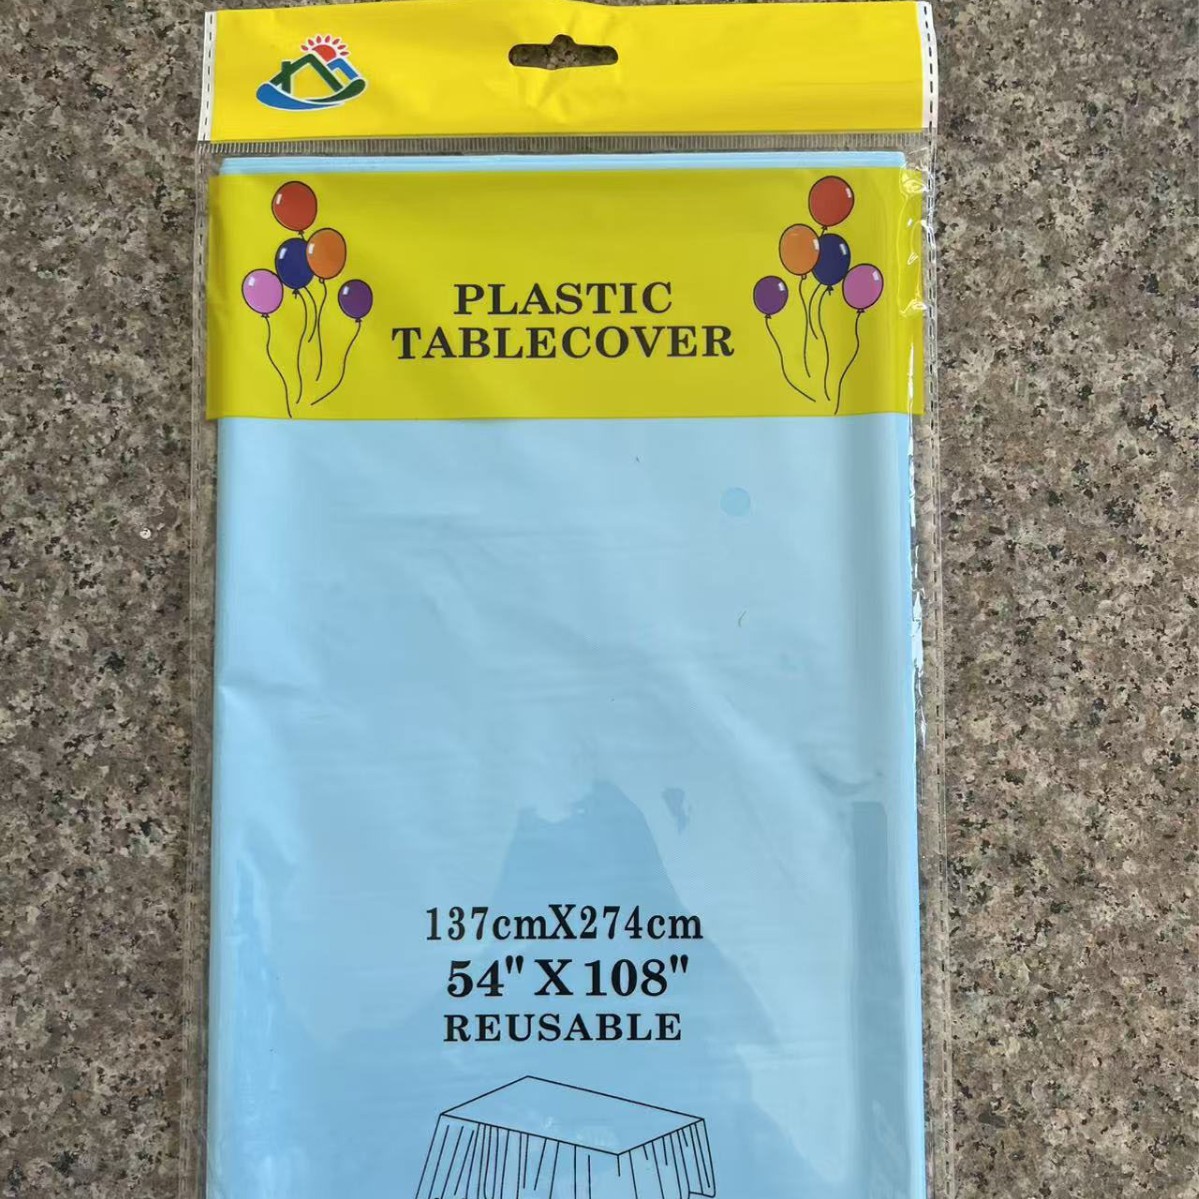 PLASTIC
TABLECOVER
137cmX274cm
54" X 108"
REUSABLE